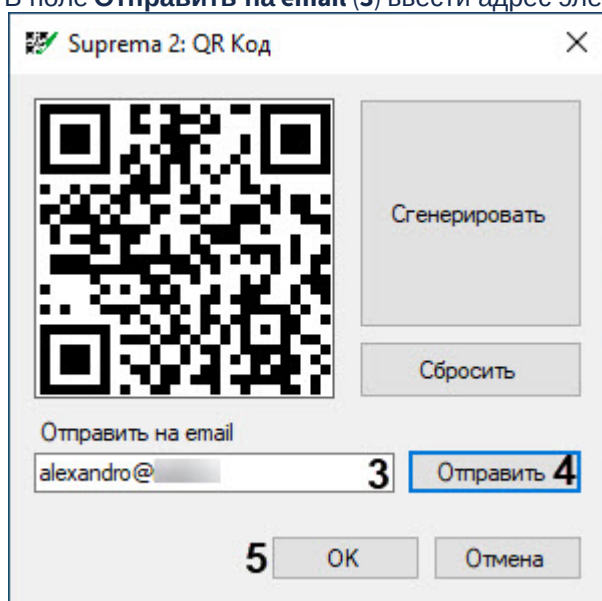 В поле Отправить на email (3) ввести адрес эле
Suprema 2: QR Код
Сгенерировать
Сбросить
Отправить на email
alexandro@
3
Отправить 4
5
OK
Отмена